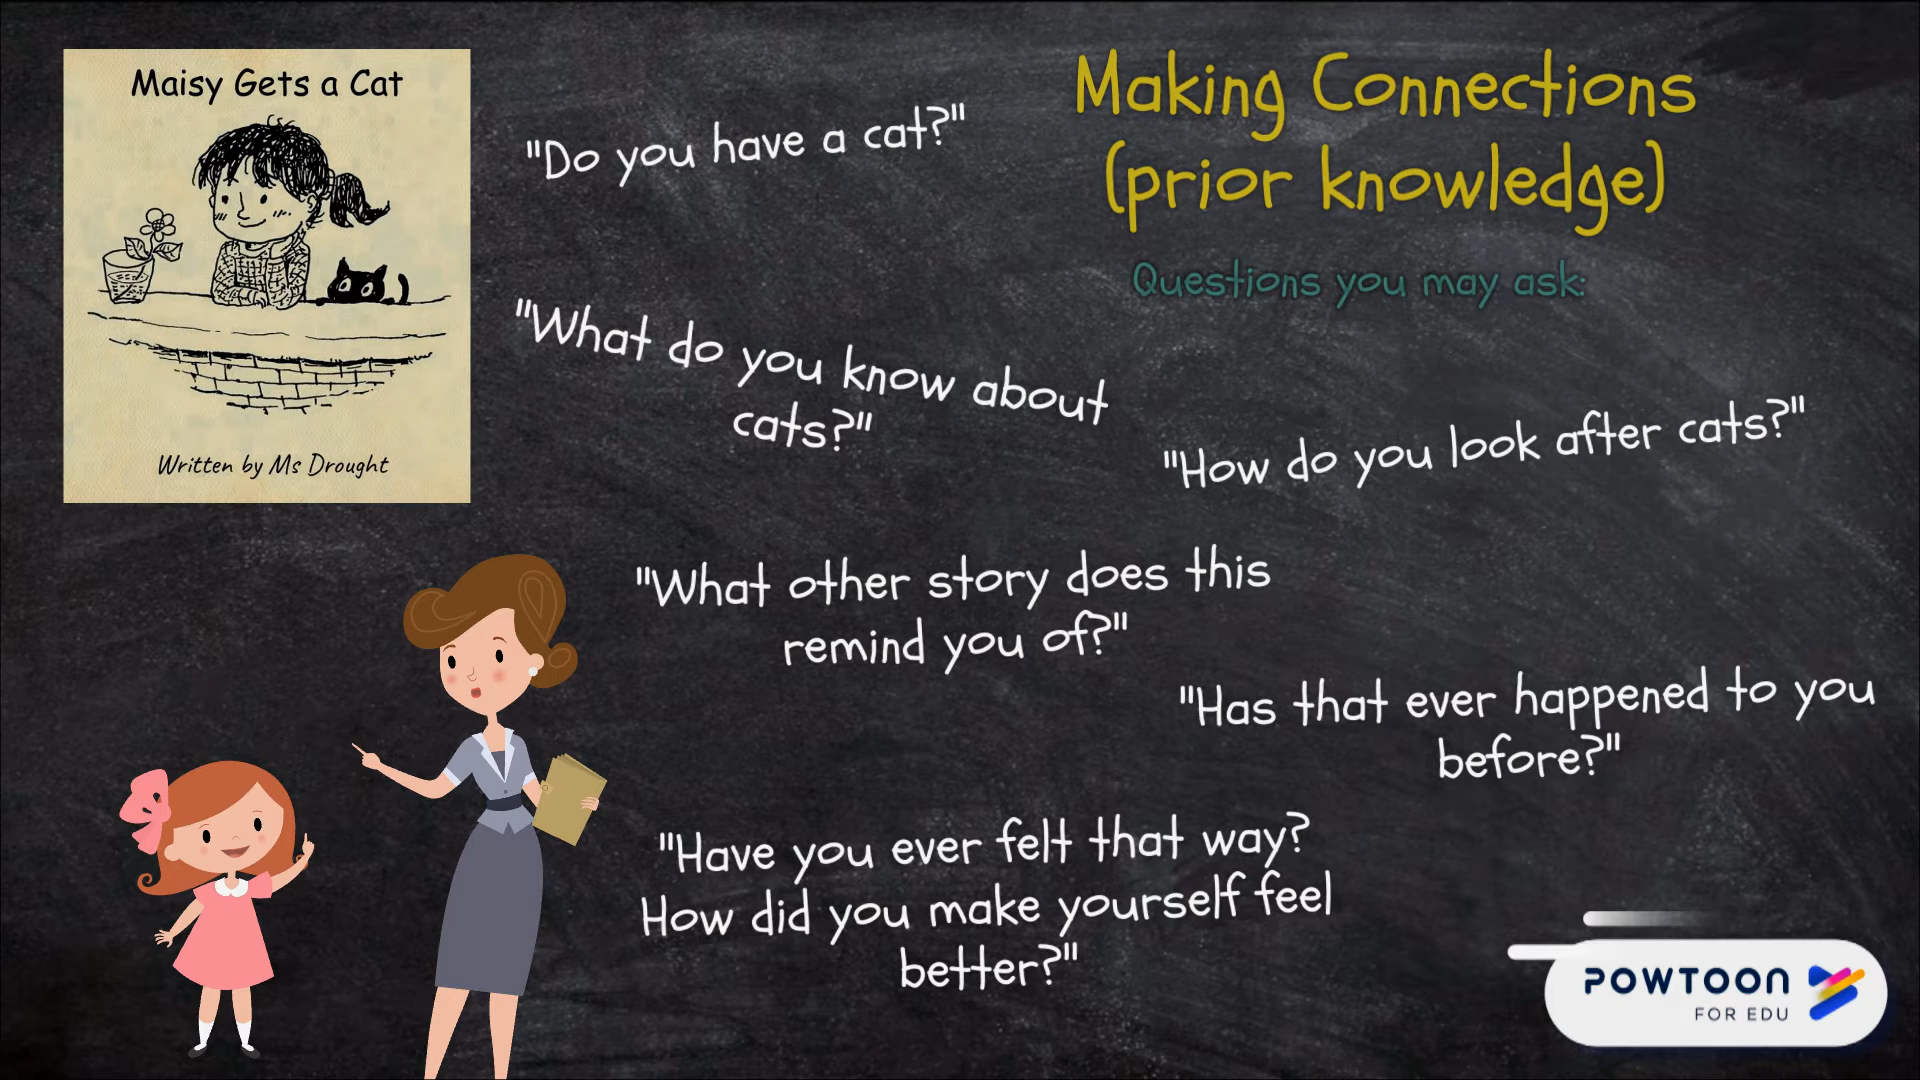 Maisy Gets a Cat
Written by Ms Drought
Making Connections
(prior knowledge)
Questions you may ask:
"Do you have a cat?"
"What do you know about
cats?"
"How do you look after cats?"
"What other story does this
remind you of?"
"Has that ever happened to you
before?"
"Have you ever felt that way?
How did you make yourself feel
better?"
POWTOON
FOR EDU